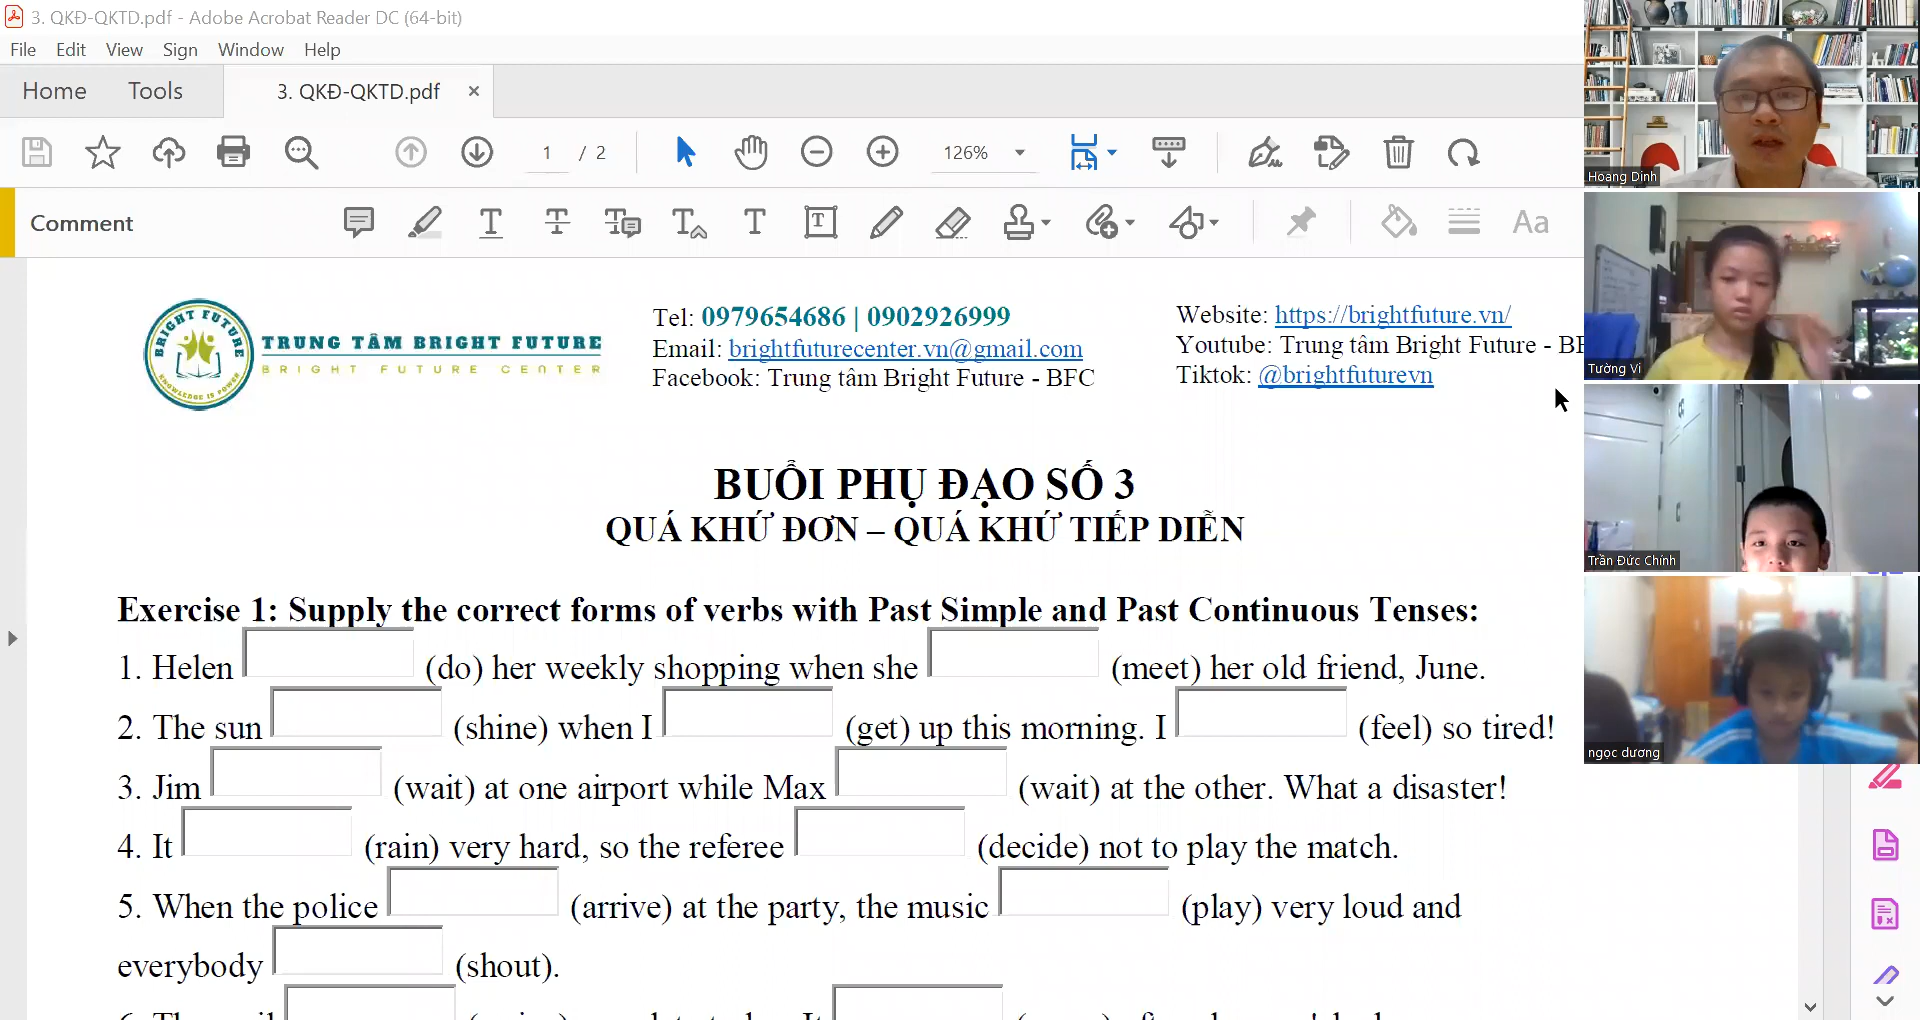 3. QKĐ-QKTD.pdf - Adobe Acrobat Reader DC (64-bit)
File Edit View Sign Window Help
Home Tools 3. QKĐ-QKTD.pdf ×
1 / 2 126%
Comment
Aa
BRIGHT FUTURE
KNOWLEDGE IS POWER
TRUNG TÂM BRIGHT FUTURE
BRIGHT FUTURE CENTER
Tel: 0979654686 | 0902926999
Email: brightfuturecenter.vn@gmail.com
Facebook: Trung tâm Bright Future - BFC
Website: https://brightfuture.vn/
Youtube: Trung tâm Bright Future - BF
Tiktok: @brightfuturevn
BUỔI PHỤ ĐẠO SỐ 3
QUÁ KHỨ ĐƠN – QUÁ KHỨ TIẾP DIỄN
Exercise 1: Supply the correct forms of verbs with Past Simple and Past Continuous Tenses:
1. Helen (do) her weekly shopping when she (meet) her old friend, June.
2. The sun (shine) when I (get) up this morning. I (feel) so tired!
3. Jim (wait) at one airport while Max (wait) at the other. What a disaster!
4. It (rain) very hard, so the referee (decide) not to play the match.
5. When the police (arrive) at the party, the music (play) very loud and
everybody (shout).
Hoang Dinh
Tường Vi
Trần Đức Chính
ngọc dương